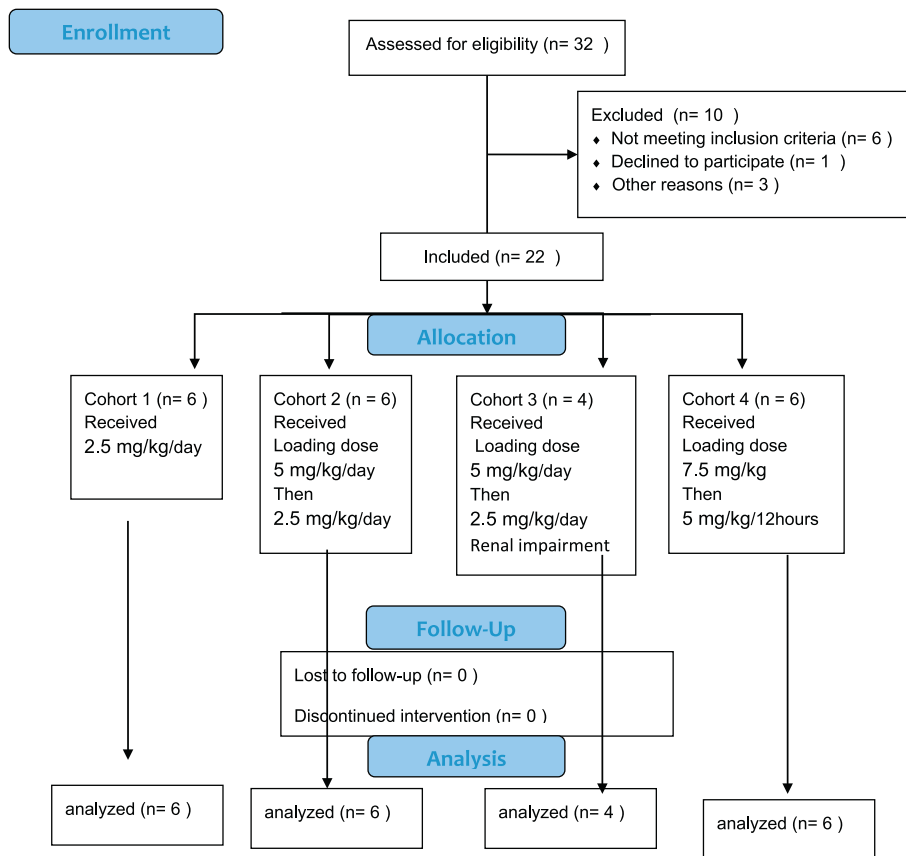 Enrollment
Assessed for eligibility (n= 32 )
Excluded (n= 10 )
♦ Not meeting inclusion criteria (n= 6 )
♦ Declined to participate (n= 1 )
♦ Other reasons (n= 3 )
Included (n= 22 )
Allocation
Cohort 1 (n= 6 )
Received
2.5 mg/kg/day
Cohort 2 (n = 6)
Received
Loading dose
5 mg/kg/day
Then
2.5 mg/kg/day
Cohort 3 (n = 4)
Received
Loading dose
5 mg/kg/day
Then
2.5 mg/kg/day
Renal impairment
Cohort 4 (n = 6)
Received
Loading dose
7.5 mg/kg
Then
5 mg/kg/12hours
Follow-Up
Lost to follow-up (n= 0 )
Discontinued intervention (n= 0 )
Analysis
analyzed (n= 6 )
analyzed (n= 6 )
analyzed (n= 4 )
analyzed (n= 6 )